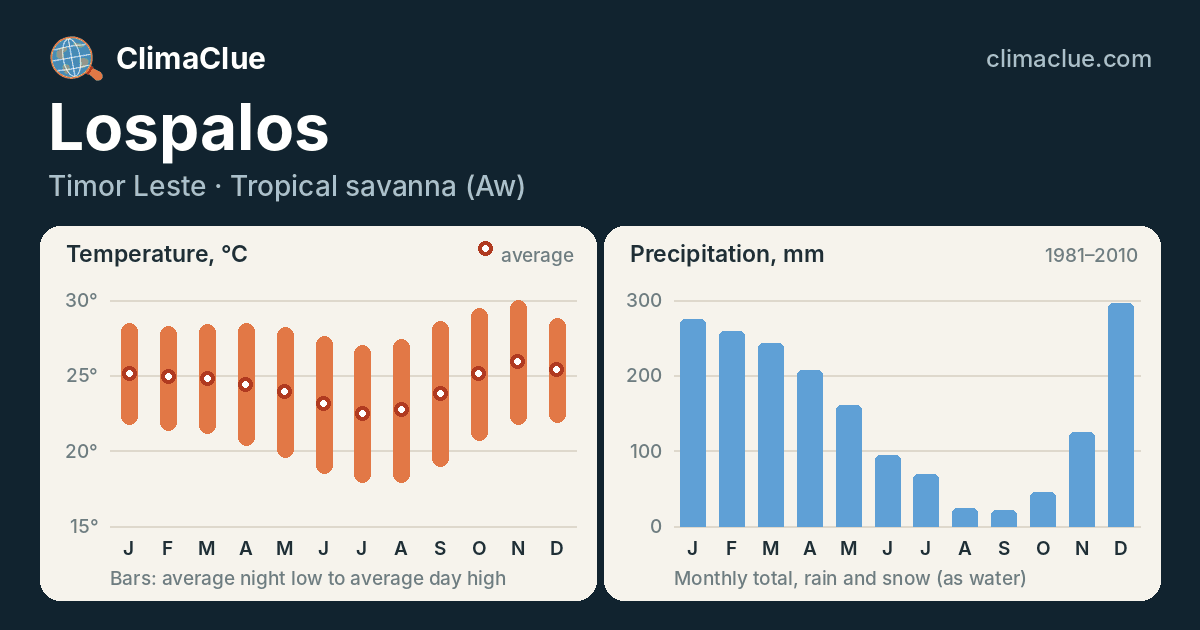 ClimaClue
climaclue.com
Lospalos
Timor Leste · Tropical savanna (Aw)
Temperature, °C
average
30°
25°
20°
15°
J F M A M J J A S O N D
Bars: average night low to average day high
Precipitation, mm
1981–2010
300
200
100
0
J F M A M J J A S O N D
Monthly total, rain and snow (as water)